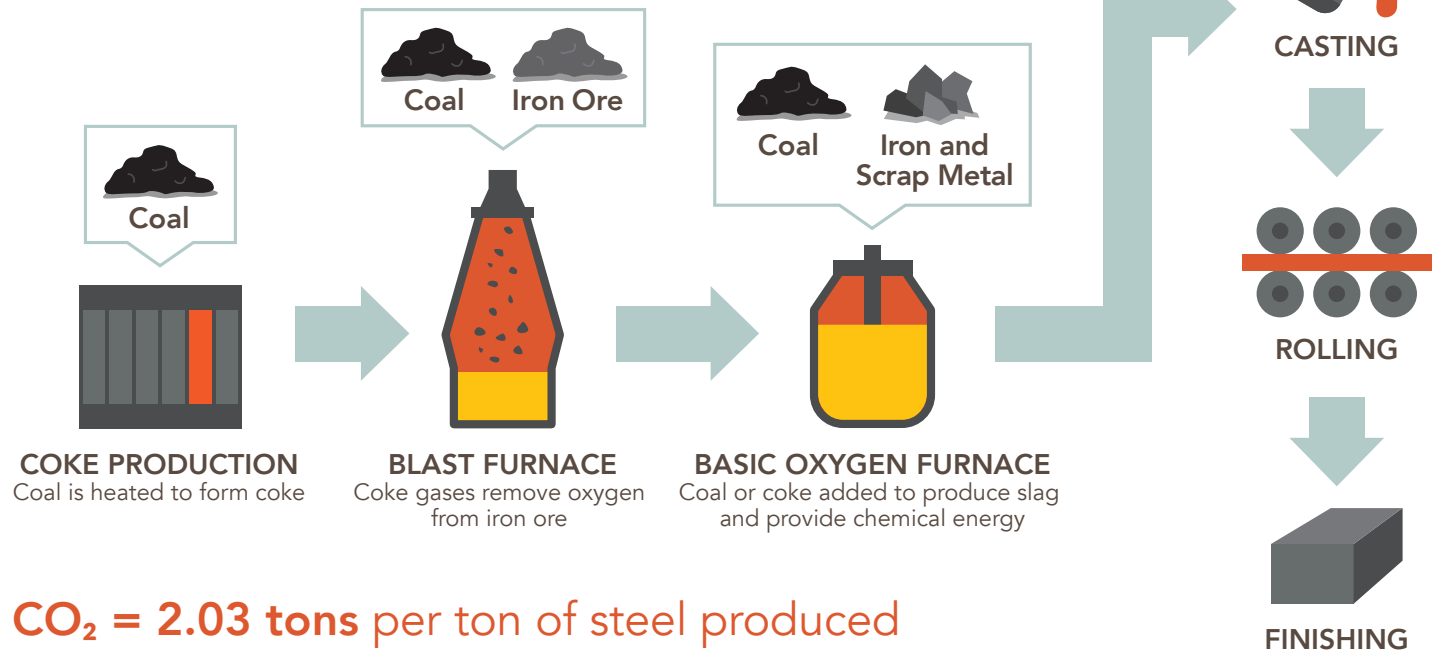 Coal
COKE PRODUCTION
Coal is heated to form coke
Coal
Iron Ore
BLAST FURNACE
Coke gases remove oxygen
from iron ore
Coal
Iron and
Scrap Metal
BASIC OXYGEN FURNACE
Coal or coke added to produce slag
and provide chemical energy
CASTING
ROLLING
FINISHING
CO₂ = 2.03 tons per ton of steel produced